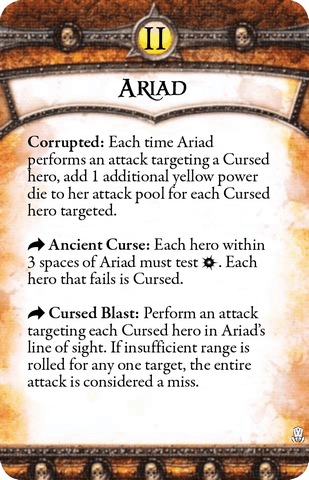 II
ARIAD
Corrupted: Each time Ariad
performs an attack targeting a Cursed
hero, add 1 additional yellow power
die to her attack pool for each Cursed
hero targeted.
Ancient Curse: Each hero within
3 spaces of Ariad must test . Each
hero that fails is Cursed.
Cursed Blast: Perform an attack
targeting each Cursed hero in Ariad's
line of sight. If insufficient range is
rolled for any one target, the entire
attack is considered a miss.